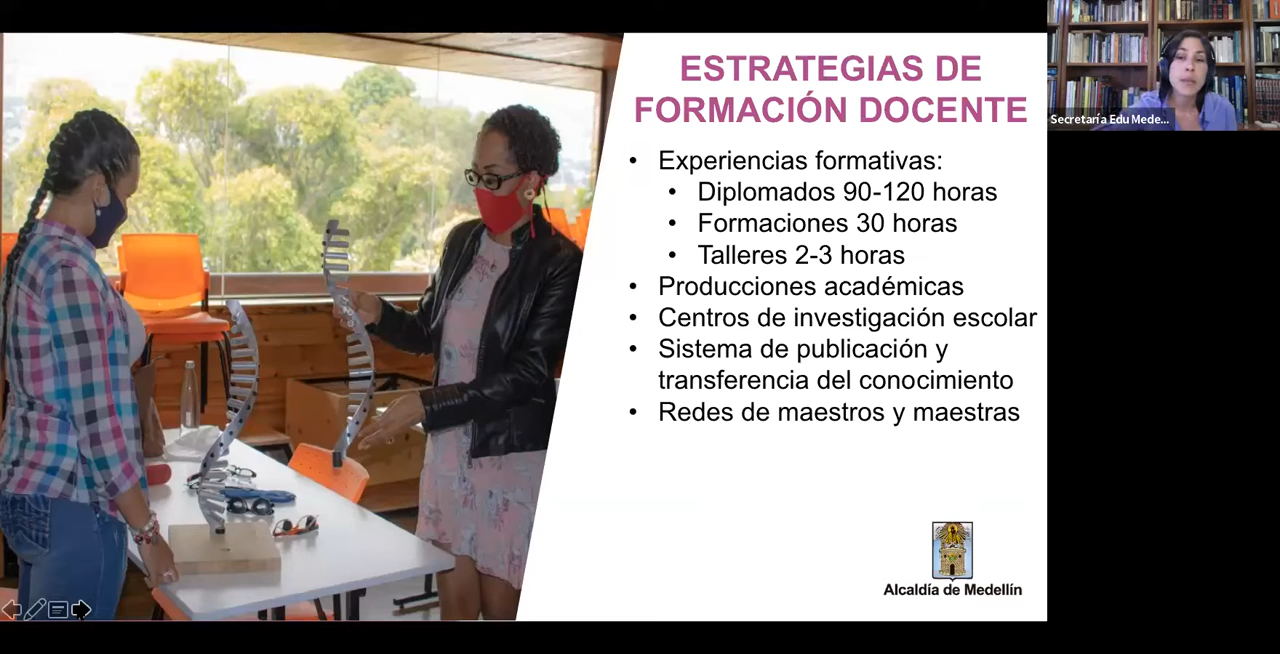 ESTRATEGIAS DE
FORMACIÓN DOCENTE
• Experiencias formativas:
• Diplomados 90-120 horas
• Formaciones 30 horas
• Talleres 2-3 horas
• Producciones académicas
• Centros de investigación escolar
• Sistema de publicación y
transferencia del conocimiento
• Redes de maestros y maestras
Alcaldía de Medellín
Secretaría Edu Mede...